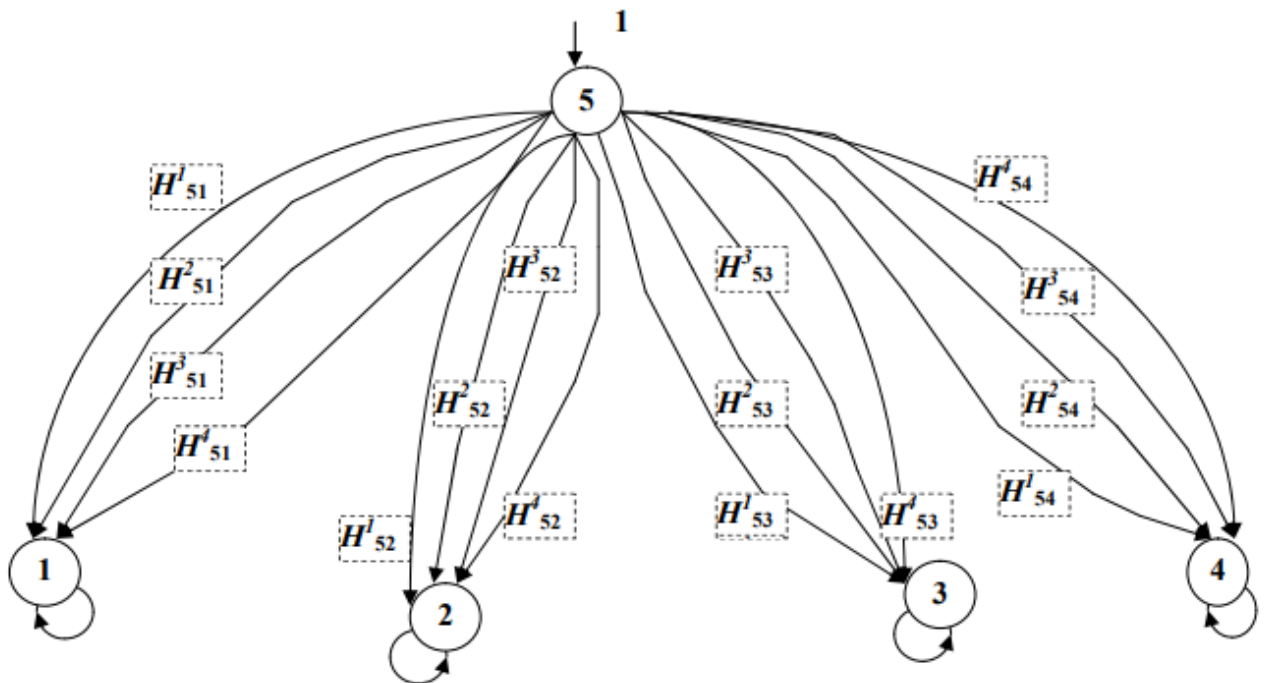 1
5
H⁴₅₄
H¹₅₁
H³₅₂
H³₅₃
H²₅₁
H³₅₄
H³₅₁
H²₅₂
H²₅₃
H²₅₄
H⁴₅₁
H¹₅₄
H¹₅₂
H⁴₅₂
H¹₅₃
H⁴₅₃
1
2
3
4